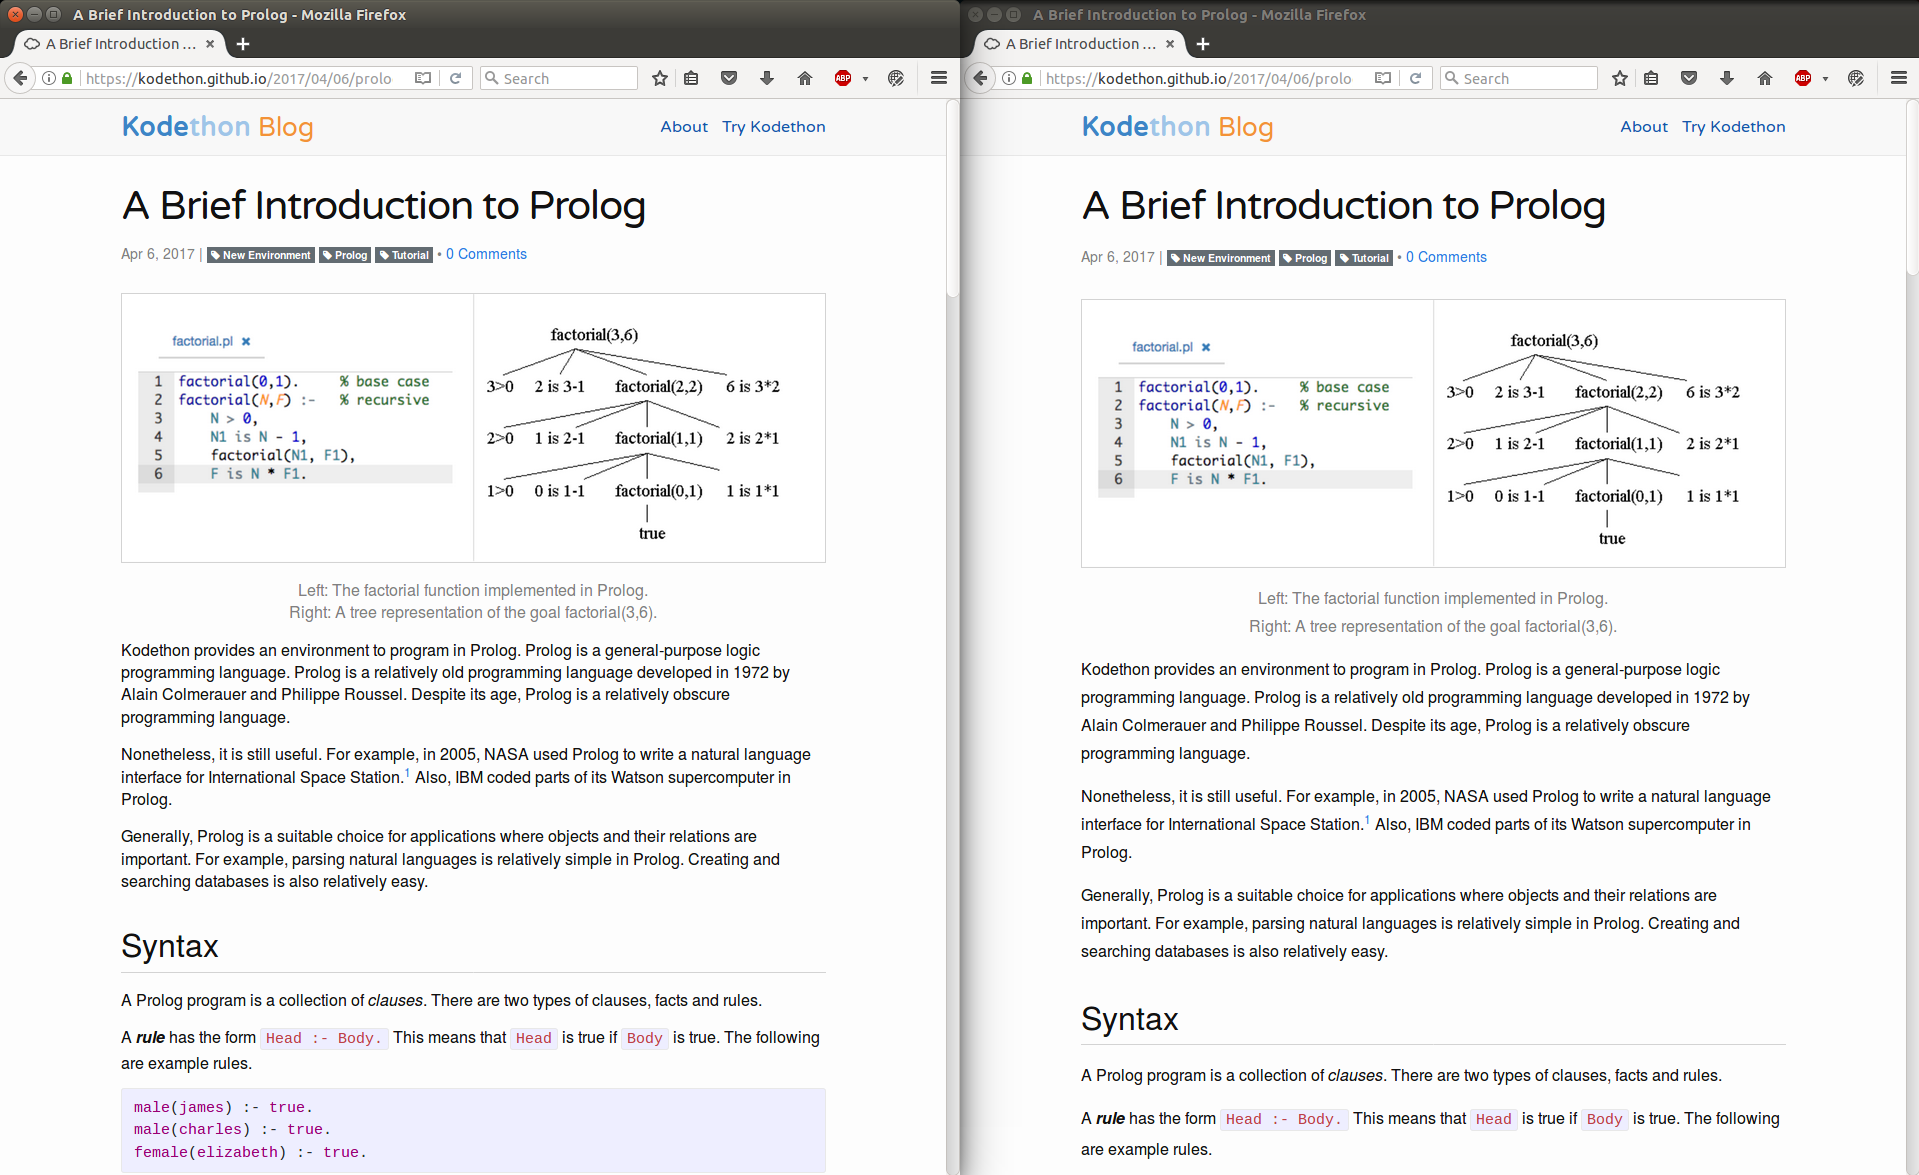 A Brief Introduction to Prolog - Mozilla Firefox
A Brief Introduction ...
https://kodethon.github.io/2017/04/06/prolo
Search
ABP
Kodethon Blog
About Try Kodethon
A Brief Introduction to Prolog
Apr 6, 2017 | New Environment Prolog Tutorial • 0 Comments
factorial.pl
1 factorial(0,1). % base case
2 factorial(N,F) :- % recursive
3 N > 0,
4 N1 is N - 1,
5 factorial(N1, F1),
6 F is N * F1.
factorial(3,6)
3>0 2 is 3-1 factorial(2,2) 6 is 3*2
2>0 1 is 2-1 factorial(1,1) 2 is 2*1
1>0 0 is 1-1 factorial(0,1) 1 is 1*1
true
Left: The factorial function implemented in Prolog.
Right: A tree representation of the goal factorial(3,6).
Kodethon provides an environment to program in Prolog. Prolog is a general-purpose logic
programming language. Prolog is a relatively old programming language developed in 1972 by
Alain Colmerauer and Philippe Roussel. Despite its age, Prolog is a relatively obscure
programming language.
Nonetheless, it is still useful. For example, in 2005, NASA used Prolog to write a natural language
interface for International Space Station.1 Also, IBM coded parts of its Watson supercomputer in
Prolog.
Generally, Prolog is a suitable choice for applications where objects and their relations are
important. For example, parsing natural languages is relatively simple in Prolog. Creating and
searching databases is also relatively easy.
Syntax
A Prolog program is a collection of clauses. There are two types of clauses, facts and rules.
A rule has the form Head :- Body. This means that Head is true if Body is true. The following
are example rules.
male(james) :- true.
male(charles) :- true.
female(elizabeth) :- true.
A Brief Introduction to Prolog - Mozilla Firefox
A Brief Introduction ...
https://kodethon.github.io/2017/04/06/prolo
Search
ABP
Kodethon Blog
About Try Kodethon
A Brief Introduction to Prolog
Apr 6, 2017 | New Environment Prolog Tutorial • 0 Comments
factorial.pl
1 factorial(0,1). % base case
2 factorial(N,F) :- % recursive
3 N > 0,
4 N1 is N - 1,
5 factorial(N1, F1),
6 F is N * F1.
factorial(3,6)
3>0 2 is 3-1 factorial(2,2) 6 is 3*2
2>0 1 is 2-1 factorial(1,1) 2 is 2*1
1>0 0 is 1-1 factorial(0,1) 1 is 1*1
true
Left: The factorial function implemented in Prolog.
Right: A tree representation of the goal factorial(3,6).
Kodethon provides an environment to program in Prolog. Prolog is a general-purpose logic
programming language. Prolog is a relatively old programming language developed in 1972 by
Alain Colmerauer and Philippe Roussel. Despite its age, Prolog is a relatively obscure
programming language.
Nonetheless, it is still useful. For example, in 2005, NASA used Prolog to write a natural language
interface for International Space Station.1 Also, IBM coded parts of its Watson supercomputer in
Prolog.
Generally, Prolog is a suitable choice for applications where objects and their relations are
important. For example, parsing natural languages is relatively simple in Prolog. Creating and
searching databases is also relatively easy.
Syntax
A Prolog program is a collection of clauses. There are two types of clauses, facts and rules.
A rule has the form Head :- Body. This means that Head is true if Body is true. The following
are example rules.